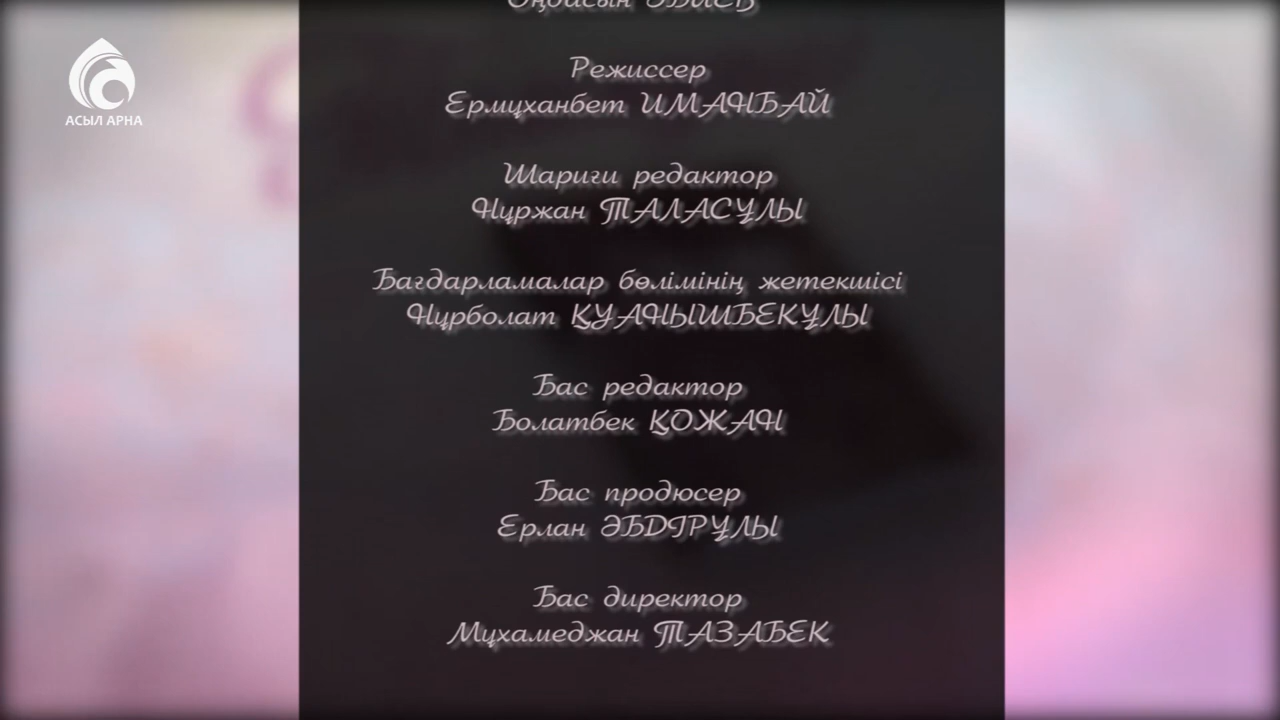 АСЫЛ АРНА
Режиссер
Ермұханбет ИМАНБАЙ
Шариғи редактор
Нұржан ТАЛАСҰЛЫ
Бағдарламалар бөлімінің жетекшісі
Нұрболат ҚУАНЫШБЕКҰЛЫ
Бас редактор
Болатбек ҚОЖАН
Бас продюсер
Ерлан ӘБДІРҰЛЫ
Бас директор
Мұхамеджан ТАЗАБЕК